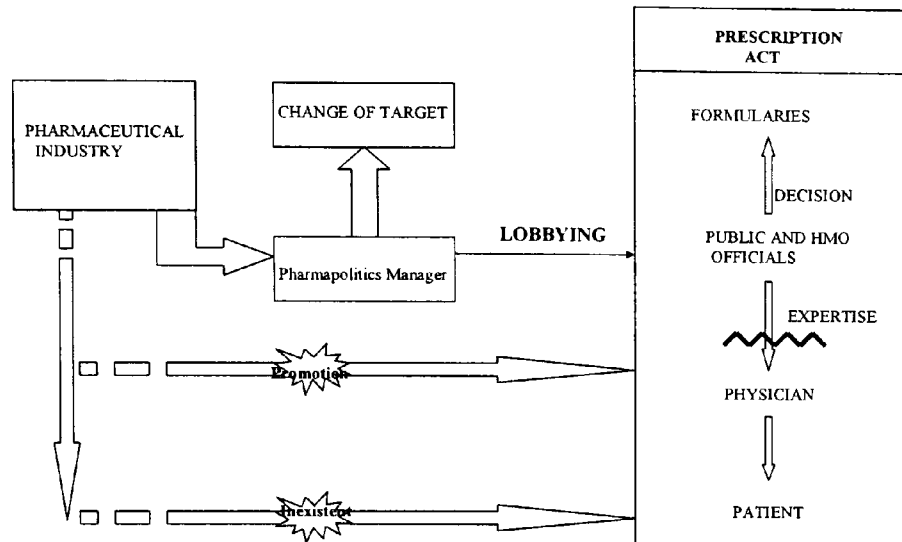 PRESCRIPTION
ACT
PHARMACEUTICAL
INDUSTRY
CHANGE OF TARGET
FORMULARIES
DECISION
LOBBYING
Pharmapolitics Manager
PUBLIC AND HMO
OFFICIALS
EXPERTISE
Promotion
PHYSICIAN
Inexistent
PATIENT